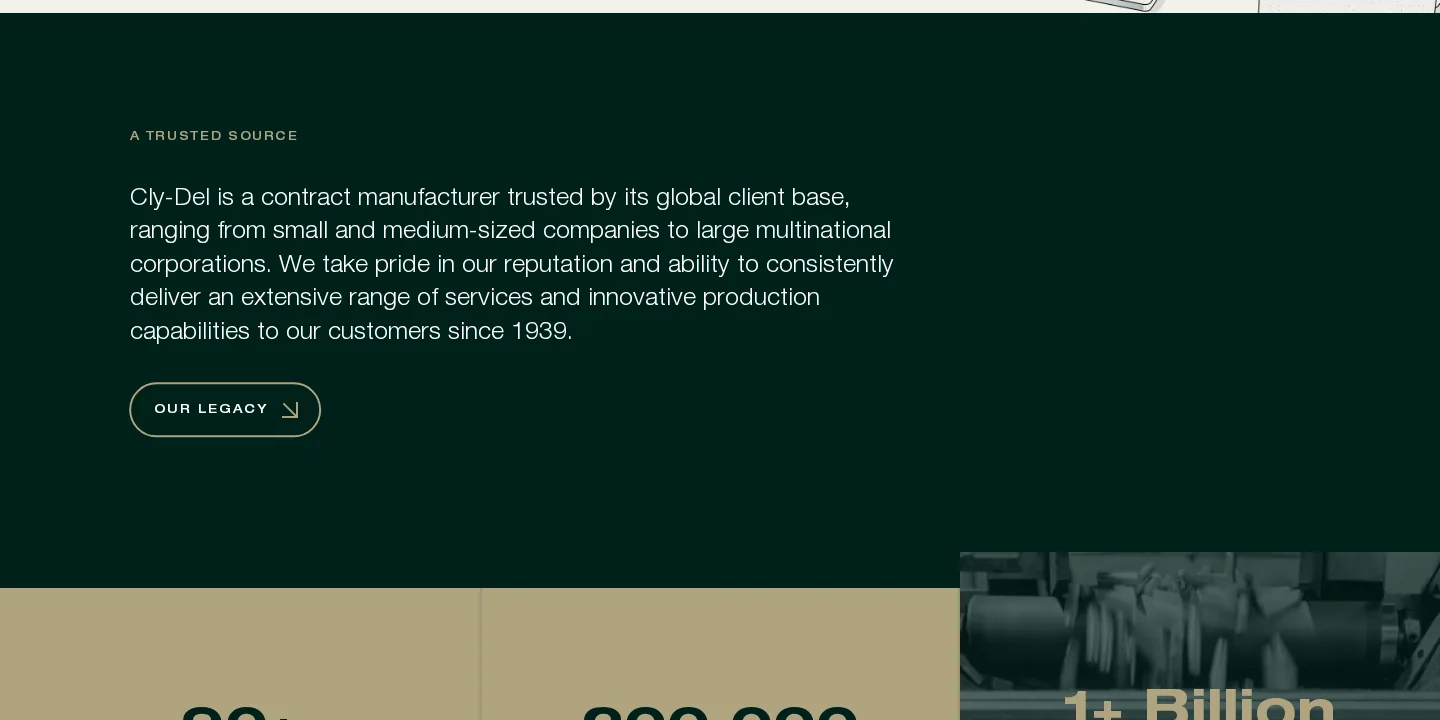 A TRUSTED SOURCE
Cly-Del is a contract manufacturer trusted by its global client base,
ranging from small and medium-sized companies to large multinational
corporations. We take pride in our reputation and ability to consistently
deliver an extensive range of services and innovative production
capabilities to our customers since 1939.
OUR LEGACY
1+ Billion